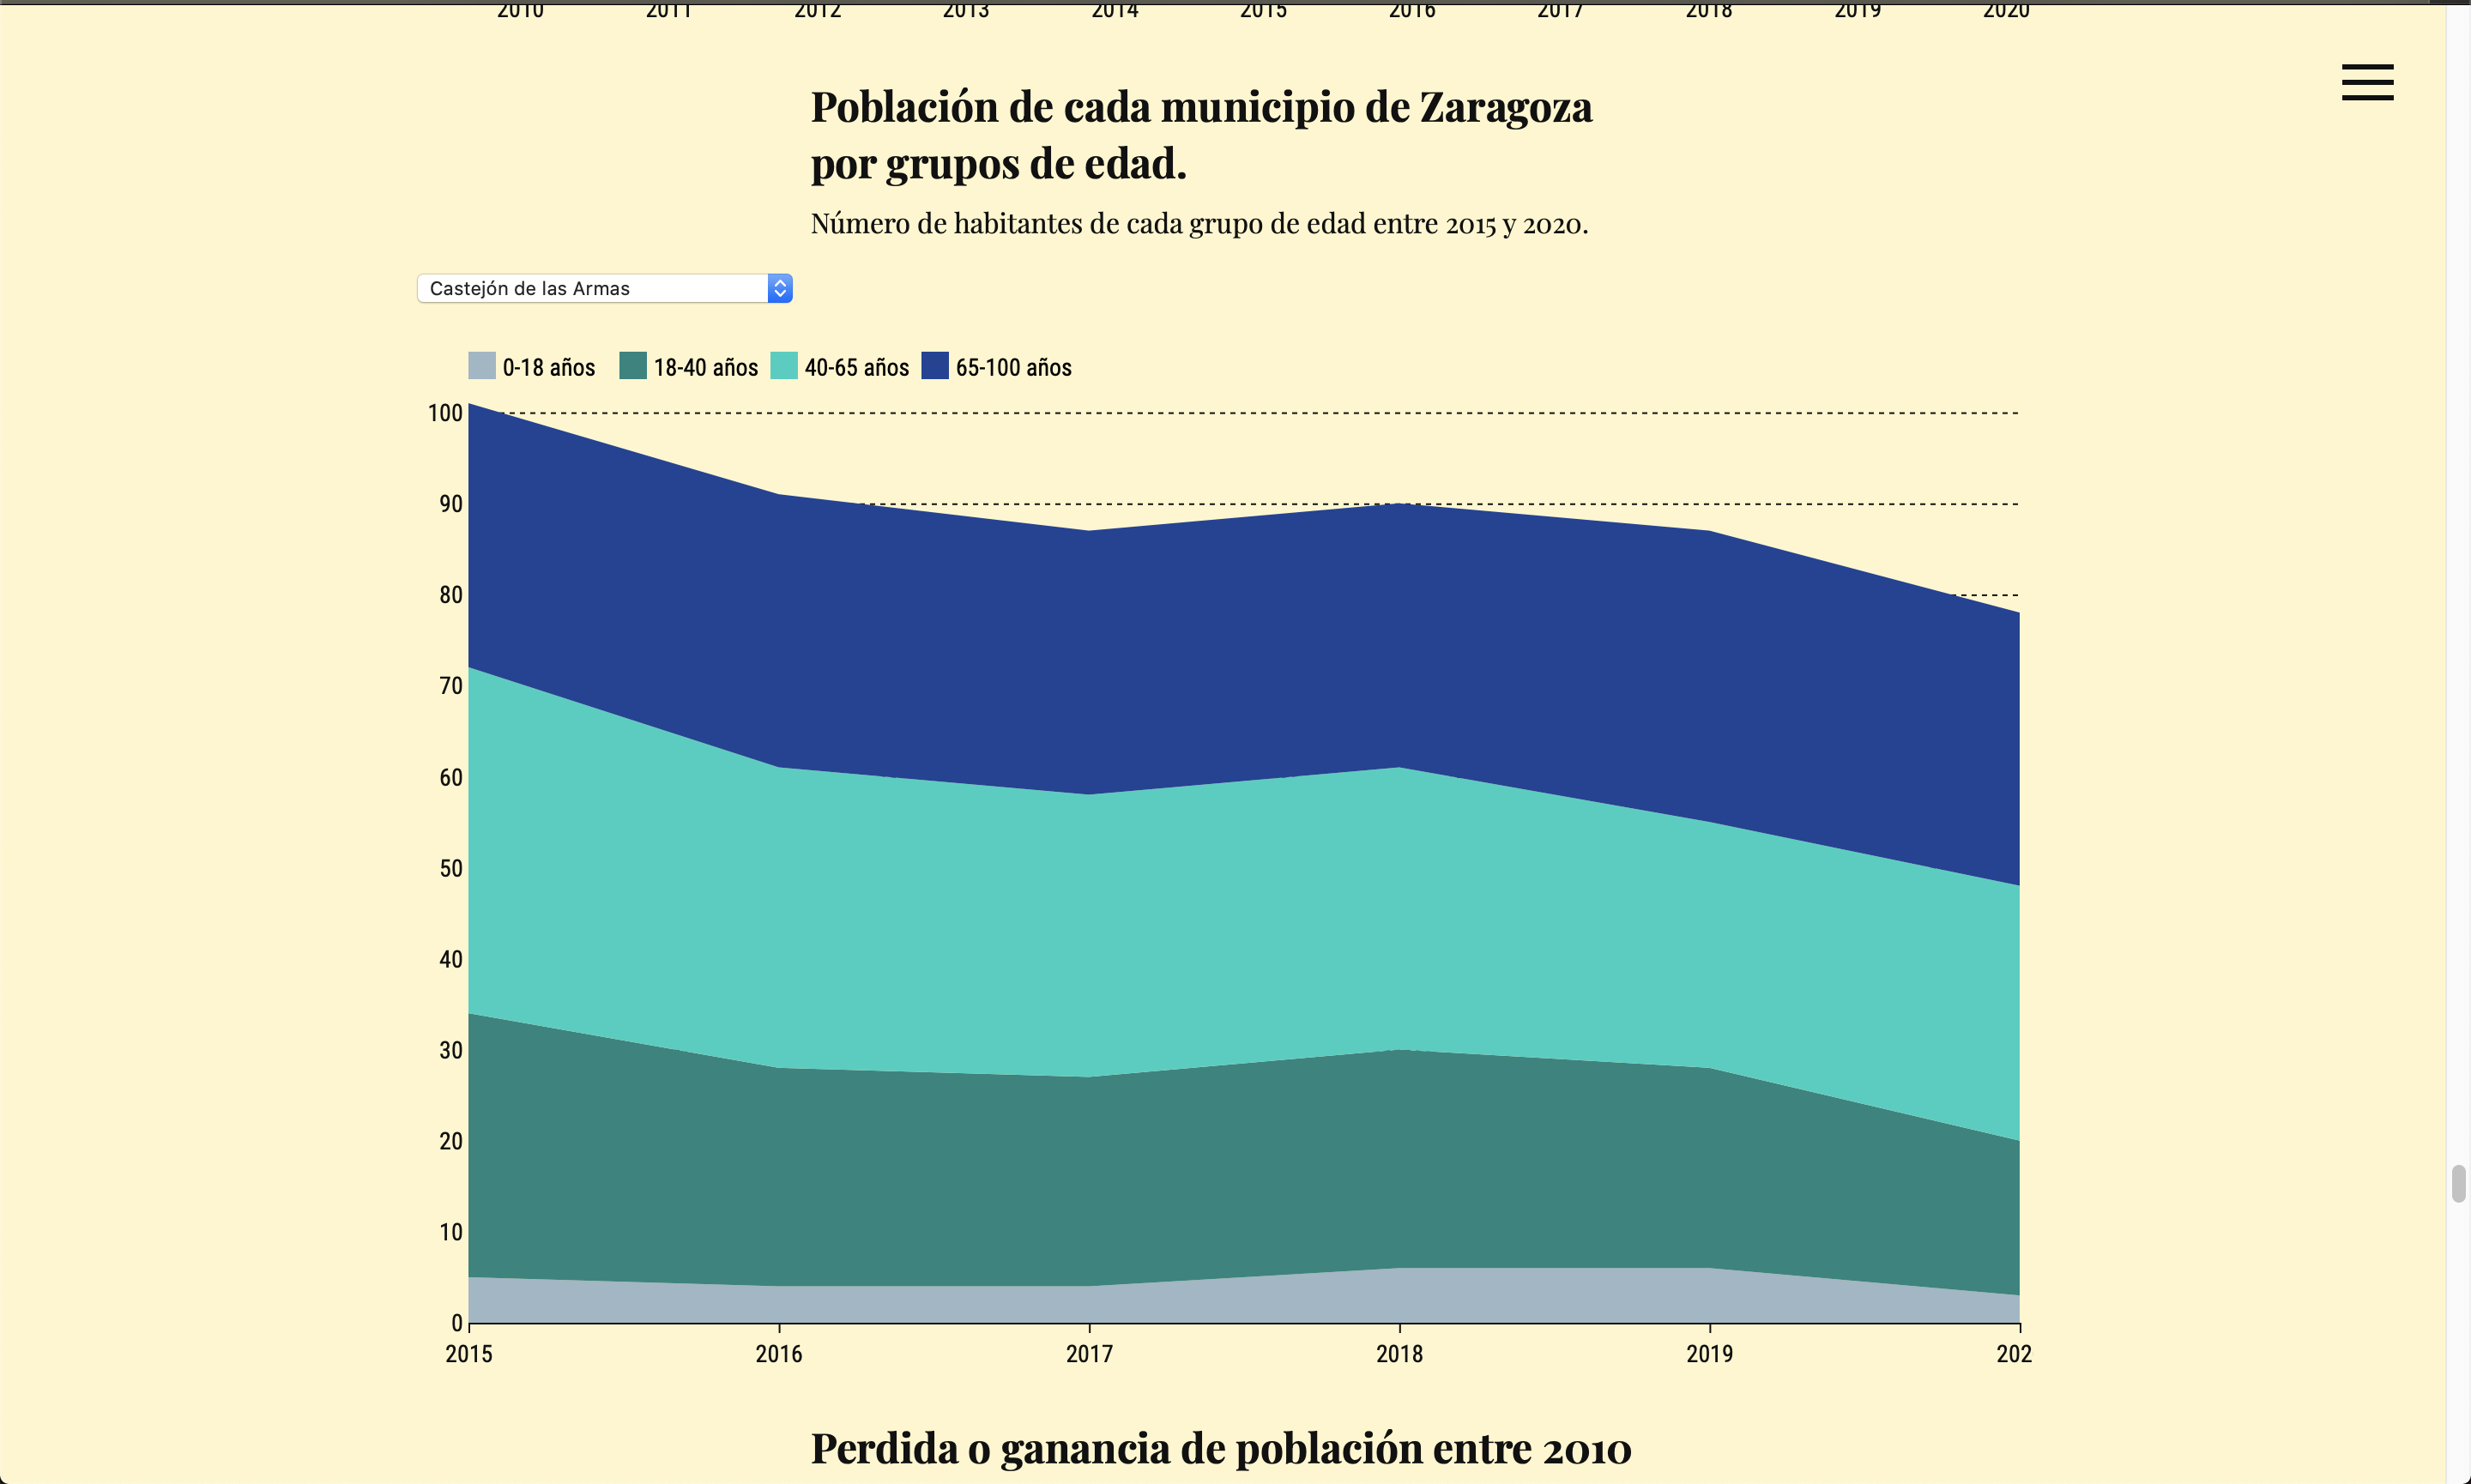 2010 2011 2012 2013 2014 2015 2016 2017 2018 2019 2020
Población de cada municipio de Zaragoza
por grupos de edad.
Número de habitantes de cada grupo de edad entre 2015 y 2020.
Castejón de las Armas
0-18 años 18-40 años 40-65 años 65-100 años
100
90
80
70
60
50
40
30
20
10
0
2015 2016 2017 2018 2019 202
Perdida o ganancia de población entre 2010